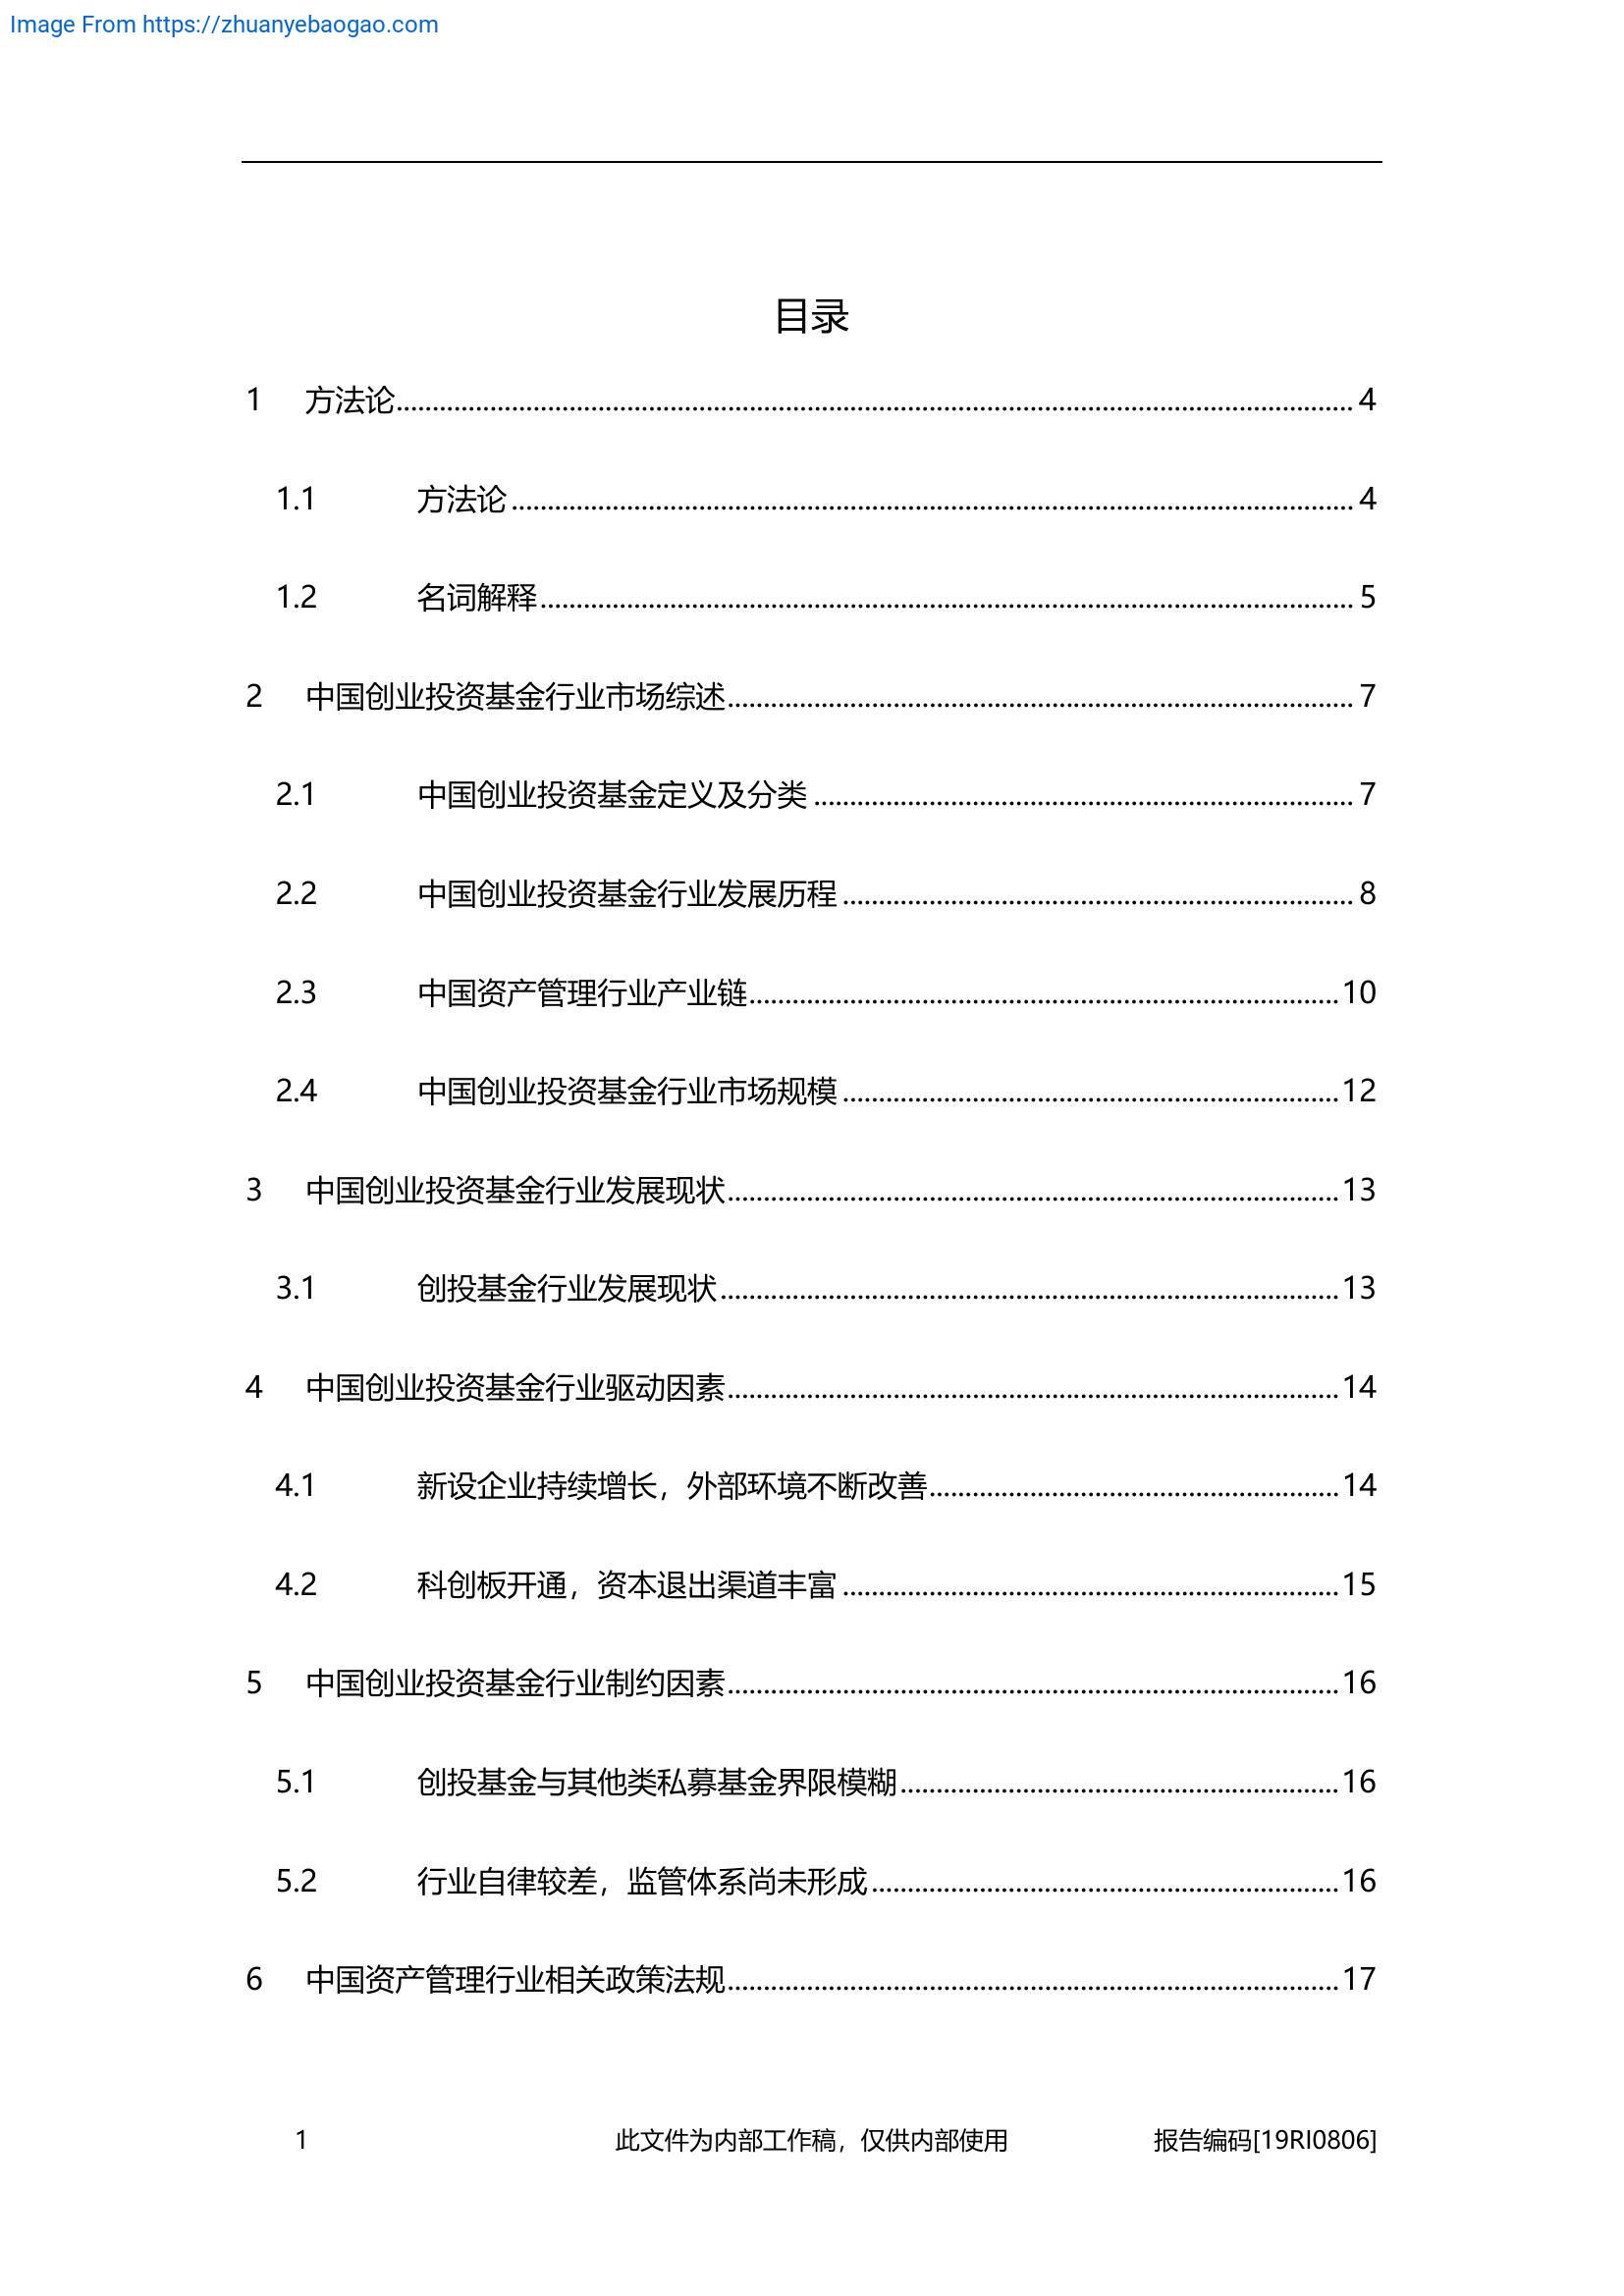 Image From https://zhuanyebaogao.com
目录
1 方法论 4
1.1 方法论 4
1.2 名词解释 5
2 中国创业投资基金行业市场综述 7
2.1 中国创业投资基金定义及分类 7
2.2 中国创业投资基金行业发展历程 8
2.3 中国资产管理行业产业链 10
2.4 中国创业投资基金行业市场规模 12
3 中国创业投资基金行业发展现状 13
3.1 创投基金行业发展现状 13
4 中国创业投资基金行业驱动因素 14
4.1 新设企业持续增长，外部环境不断改善 14
4.2 科创板开通，资本退出渠道丰富 15
5 中国创业投资基金行业制约因素 16
5.1 创投基金与其他类私募基金界限模糊 16
5.2 行业自律较差，监管体系尚未形成 16
6 中国资产管理行业相关政策法规 17
1 此文件为内部工作稿，仅供内部使用 报告编码[19RI0806]